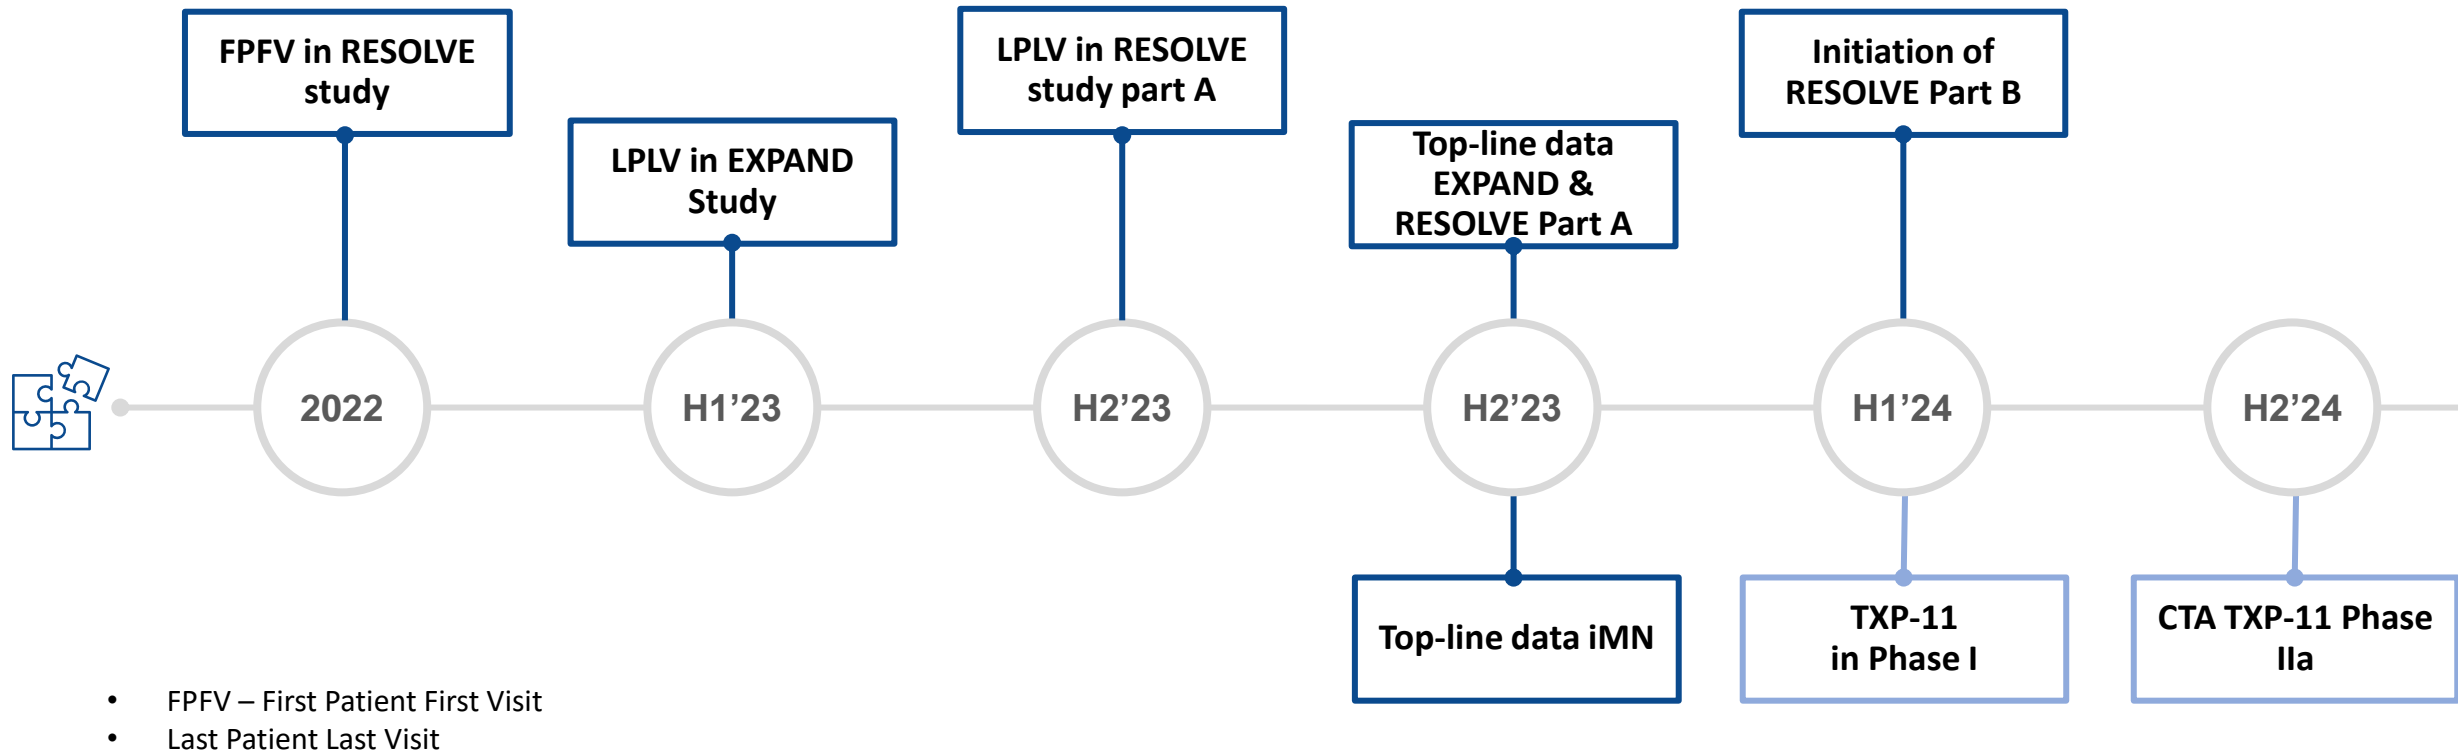 FPFV in RESOLVE
study
LPLV in EXPAND
Study
LPLV in RESOLVE
study part A
Top-line data
EXPAND &
RESOLVE Part A
Initiation of
RESOLVE Part B
2022
H1’23
H2’23
H2’23
H1’24
H2’24
Top-line data iMN
TXP-11
in Phase I
CTA TXP-11 Phase
IIa
• FPFV – First Patient First Visit
• Last Patient Last Visit